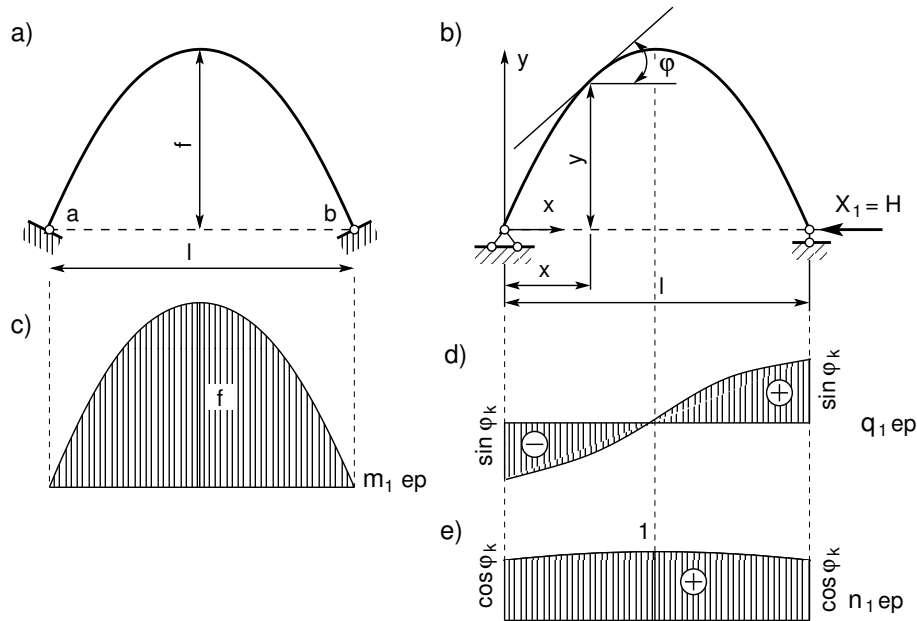 a)
f
a
b
l
b)
y
φ
y
x
X₁ = H
x
l
c)
f
m₁ ep
d)
sin φₖ
sin φₖ
q₁ ep
e)
1
cos φₖ
cos φₖ
n₁ ep